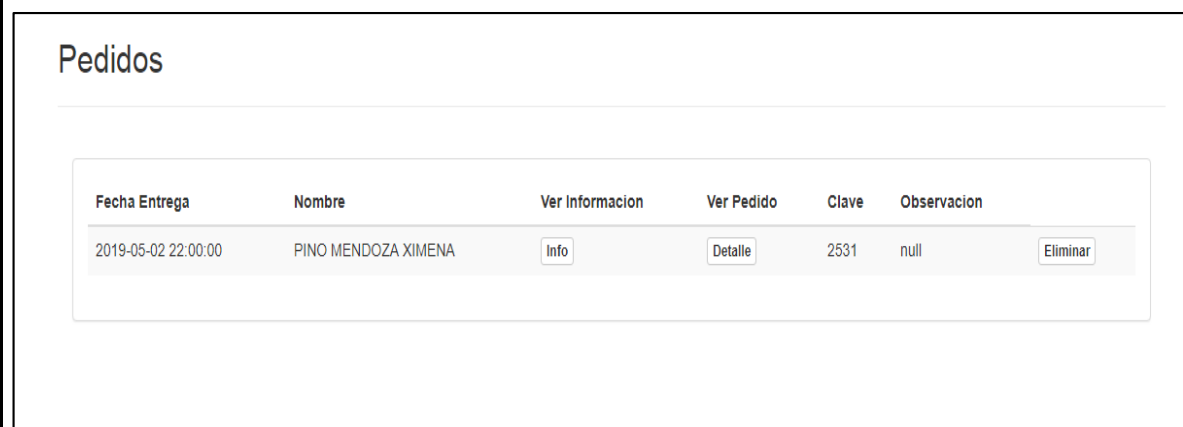 Pedidos
Fecha Entrega Nombre Ver Informacion Ver Pedido Clave Observacion
2019-05-02 22:00:00 PINO MENDOZA XIMENA Info Detalle 2531 null Eliminar